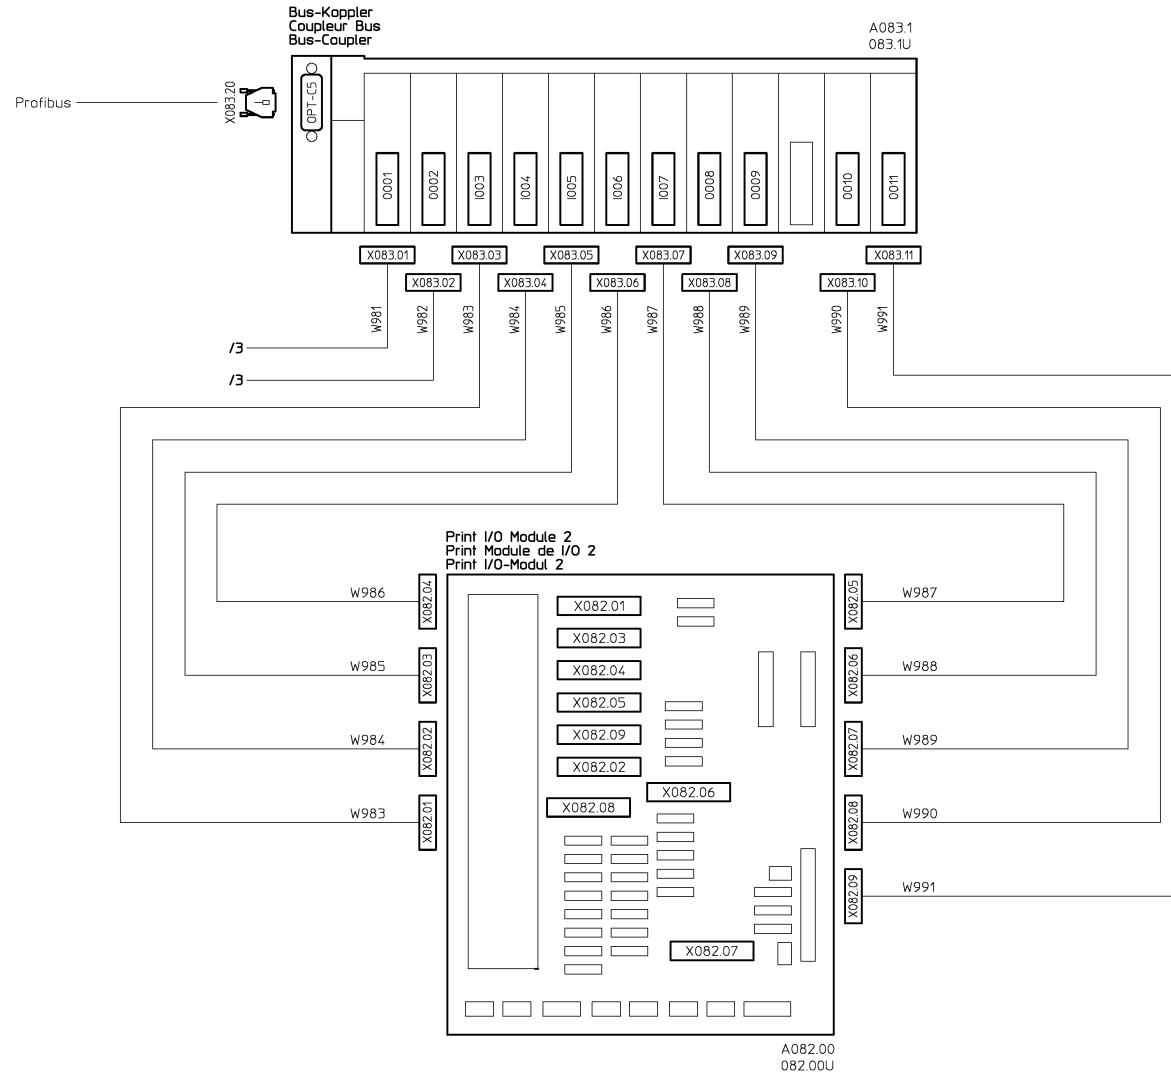 Bus-Koppler
Coupleur Bus
Bus-Coupler
A083.1
083.1U
Profibus
X083.20
OPT-C5
0001
0002
I003
I004
I005
I006
I007
0008
0009
0010
0011
X083.01
X083.03
X083.05
X083.07
X083.09
X083.11
X083.02
X083.04
X083.06
X083.08
X083.10
W981
W982
W983
W984
W985
W986
W987
W988
W989
W990
W991
/3
/3
Print I/O Module 2
Print Module de I/O 2
Print I/O-Modul 2
W986
X082.04
W985
X082.03
W984
X082.02
W983
X082.01
X082.01
X082.03
X082.04
X082.05
X082.09
X082.02
X082.06
X082.08
X082.07
X082.05
W987
X082.06
W988
X082.07
W989
X082.08
W990
X082.09
W991
A082.00
082.00U